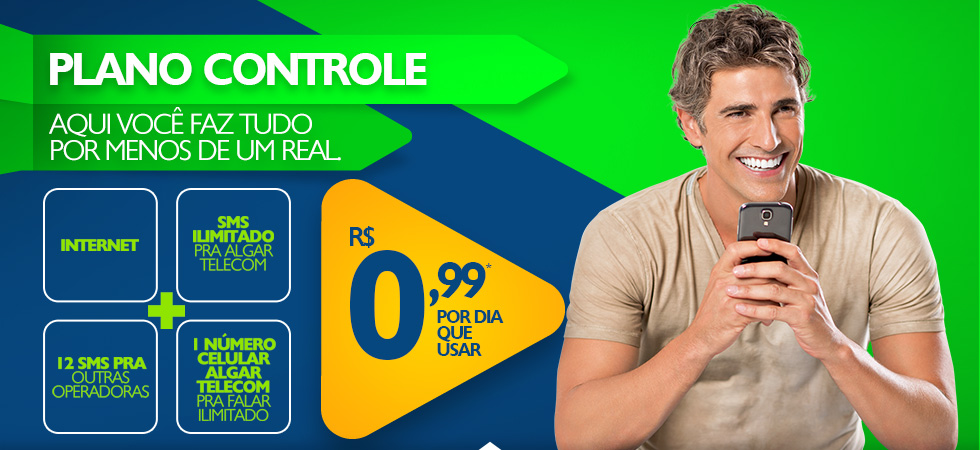 PLANO CONTROLE
AQUI VOCÊ FAZ TUDO
POR MENOS DE UM REAL.
INTERNET
SMS
ILIMITADO
PRA ALGAR
TELECOM
12 SMS PRA
OUTRAS
OPERADORAS
1 NÚMERO
CELULAR
ALGAR
TELECOM
PRA FALAR
ILIMITADO
R$
0,99*
POR DIA
QUE
USAR